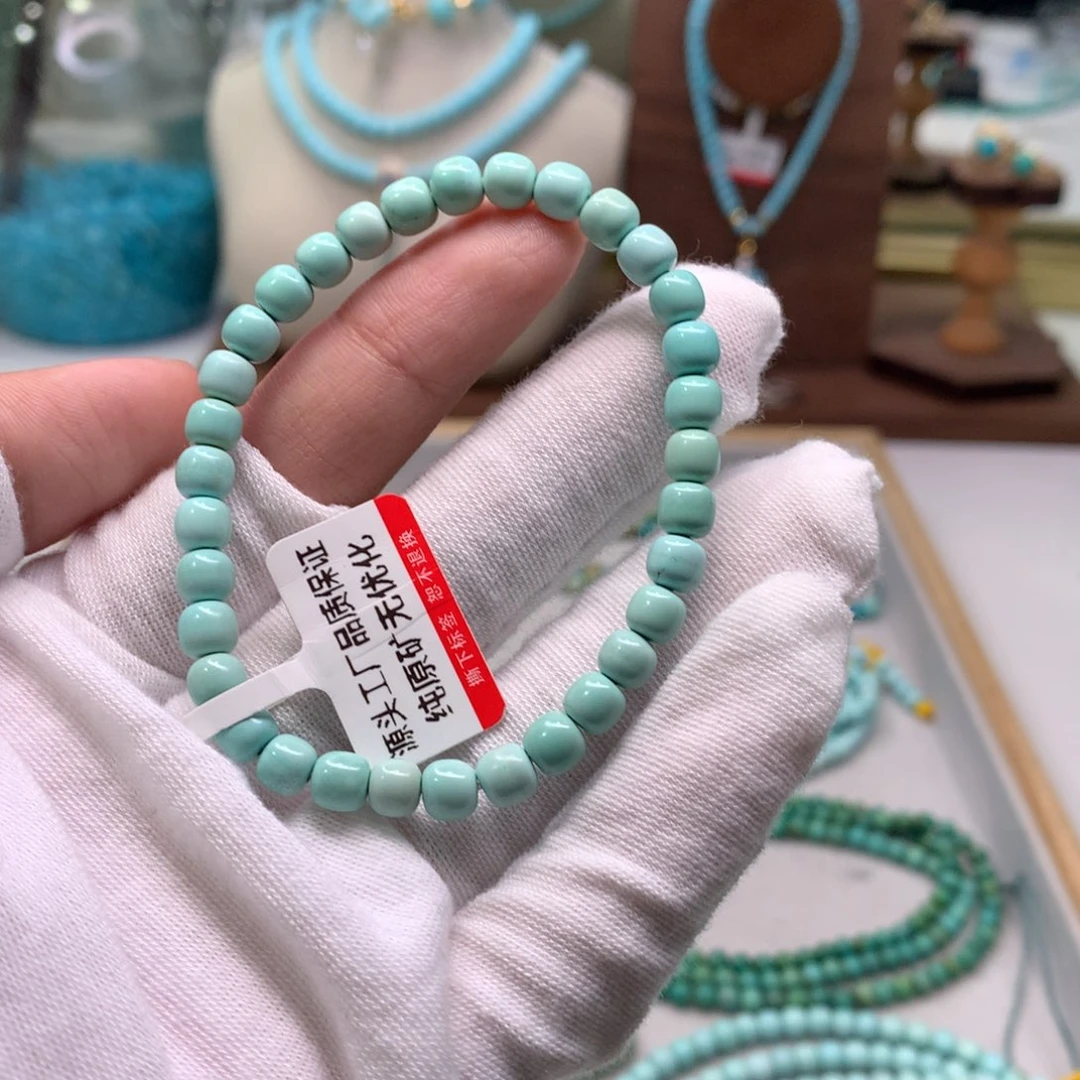 源头工厂品质保证
纯原矿 无优化
撕下标签 恕不退换